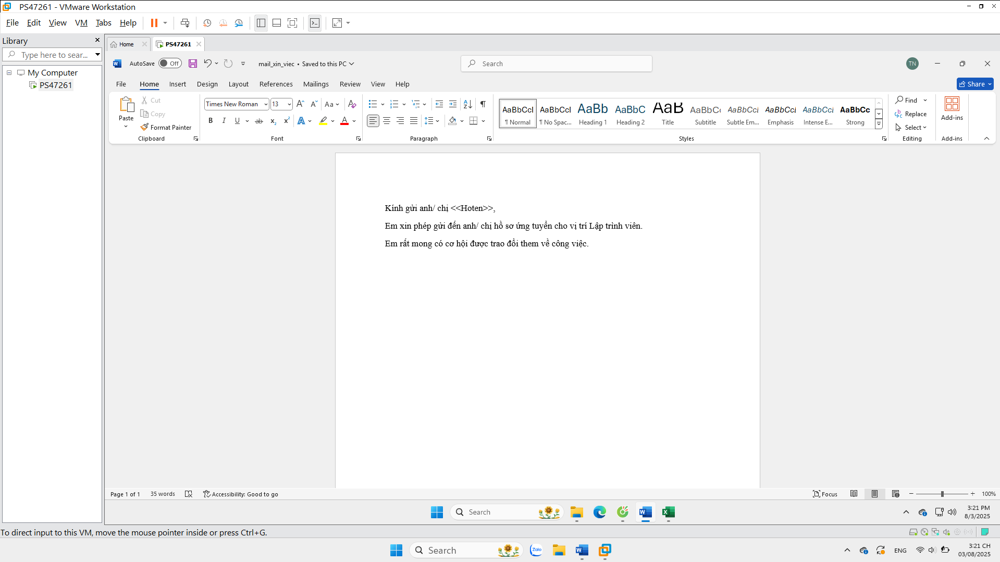 PS47261 - VMware Workstation
File Edit View VM Tabs Help
Library
Type here to sear...
My Computer
PS47261
Home
PS47261
AutoSave Off
mail_xin_viec • Saved to this PC
Search
TN
File Home Insert Design Layout References Mailings Review View Help
Share
Paste
Cut
Copy
Format Painter
Clipboard
Times New Roman 13
Aa
B I U ab x₂ x² A A
Font
Paragraph
AaBbCcI AaBbCcI AaBb AaBbC AaB AaBbCc AaBbCcI AaBbCcI AaBbCcI AaBbCc
¶ Normal ¶ No Spac... Heading 1 Heading 2 Title Subtitle Subtle Em... Emphasis Intense E... Strong
Styles
Find
Replace
Select
Editing
Add-ins
Add-ins
Kính gửi anh/ chị <<Hoten>>,
Em xin phép gửi đến anh/ chị hồ sơ ứng tuyển cho vị trí Lập trình viên.
Em rất mong có cơ hội được trao đổi them về công việc.
Page 1 of 1 35 words Accessibility: Good to go
Focus
100%
Search
3:21 PM
8/3/2025
To direct input to this VM, move the mouse pointer inside or press Ctrl+G.
Search
Zalo
ENG
3:21 CH
03/08/2025